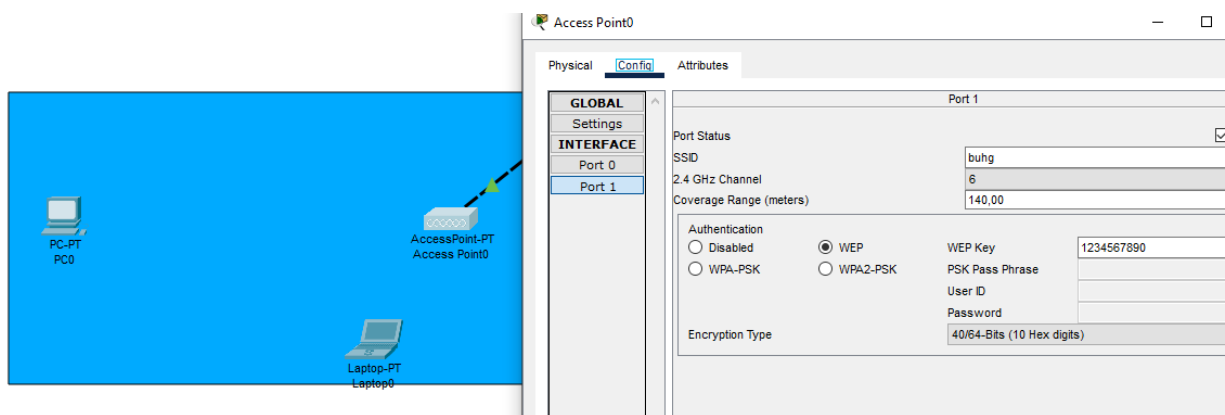 Access Point0
Physical Config Attributes
GLOBAL
Settings
INTERFACE
Port 0
Port 1
Port 1
Port Status
SSID buhg
2.4 GHz Channel 6
Coverage Range (meters) 140,00
Authentication
Disabled WEP WEP Key 1234567890
WPA-PSK WPA2-PSK PSK Pass Phrase
User ID
Password
Encryption Type 40/64-Bits (10 Hex digits)
PC-PT
PC0
AccessPoint-PT
Access Point0
Laptop-PT
Laptop0